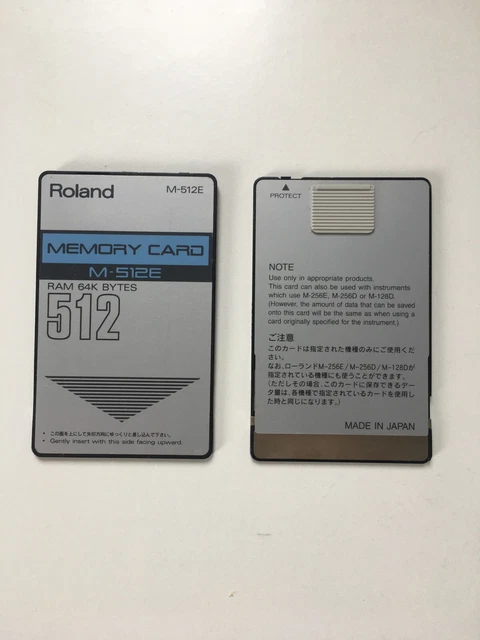 Roland
M-512E
MEMORY CARD
M-512E
RAM 64K BYTES
512
• この面を上にして矢印方向にゆっくりと差し込んで下さい。
• Gently insert with this side facing upward.
▲
PROTECT
NOTE
Use only in appropriate products.
This card can also be used with instruments
which use M-256E, M-256D or M-128D.
(However, the amount of data that can be saved
onto this card will be the same as when using a
card originally specified for the instrument.)
ご注意
このカードは指定された機種のみにご使用くだ
さい。
なお、ローランドM-256E/M-256D/M-128Dが
指定されている機種にも使うことができます。
(ただしその場合、このカードに保存できるデー
タ量は、各機種で指定されたカードを使用し
た時と同じになります。)
MADE IN JAPAN